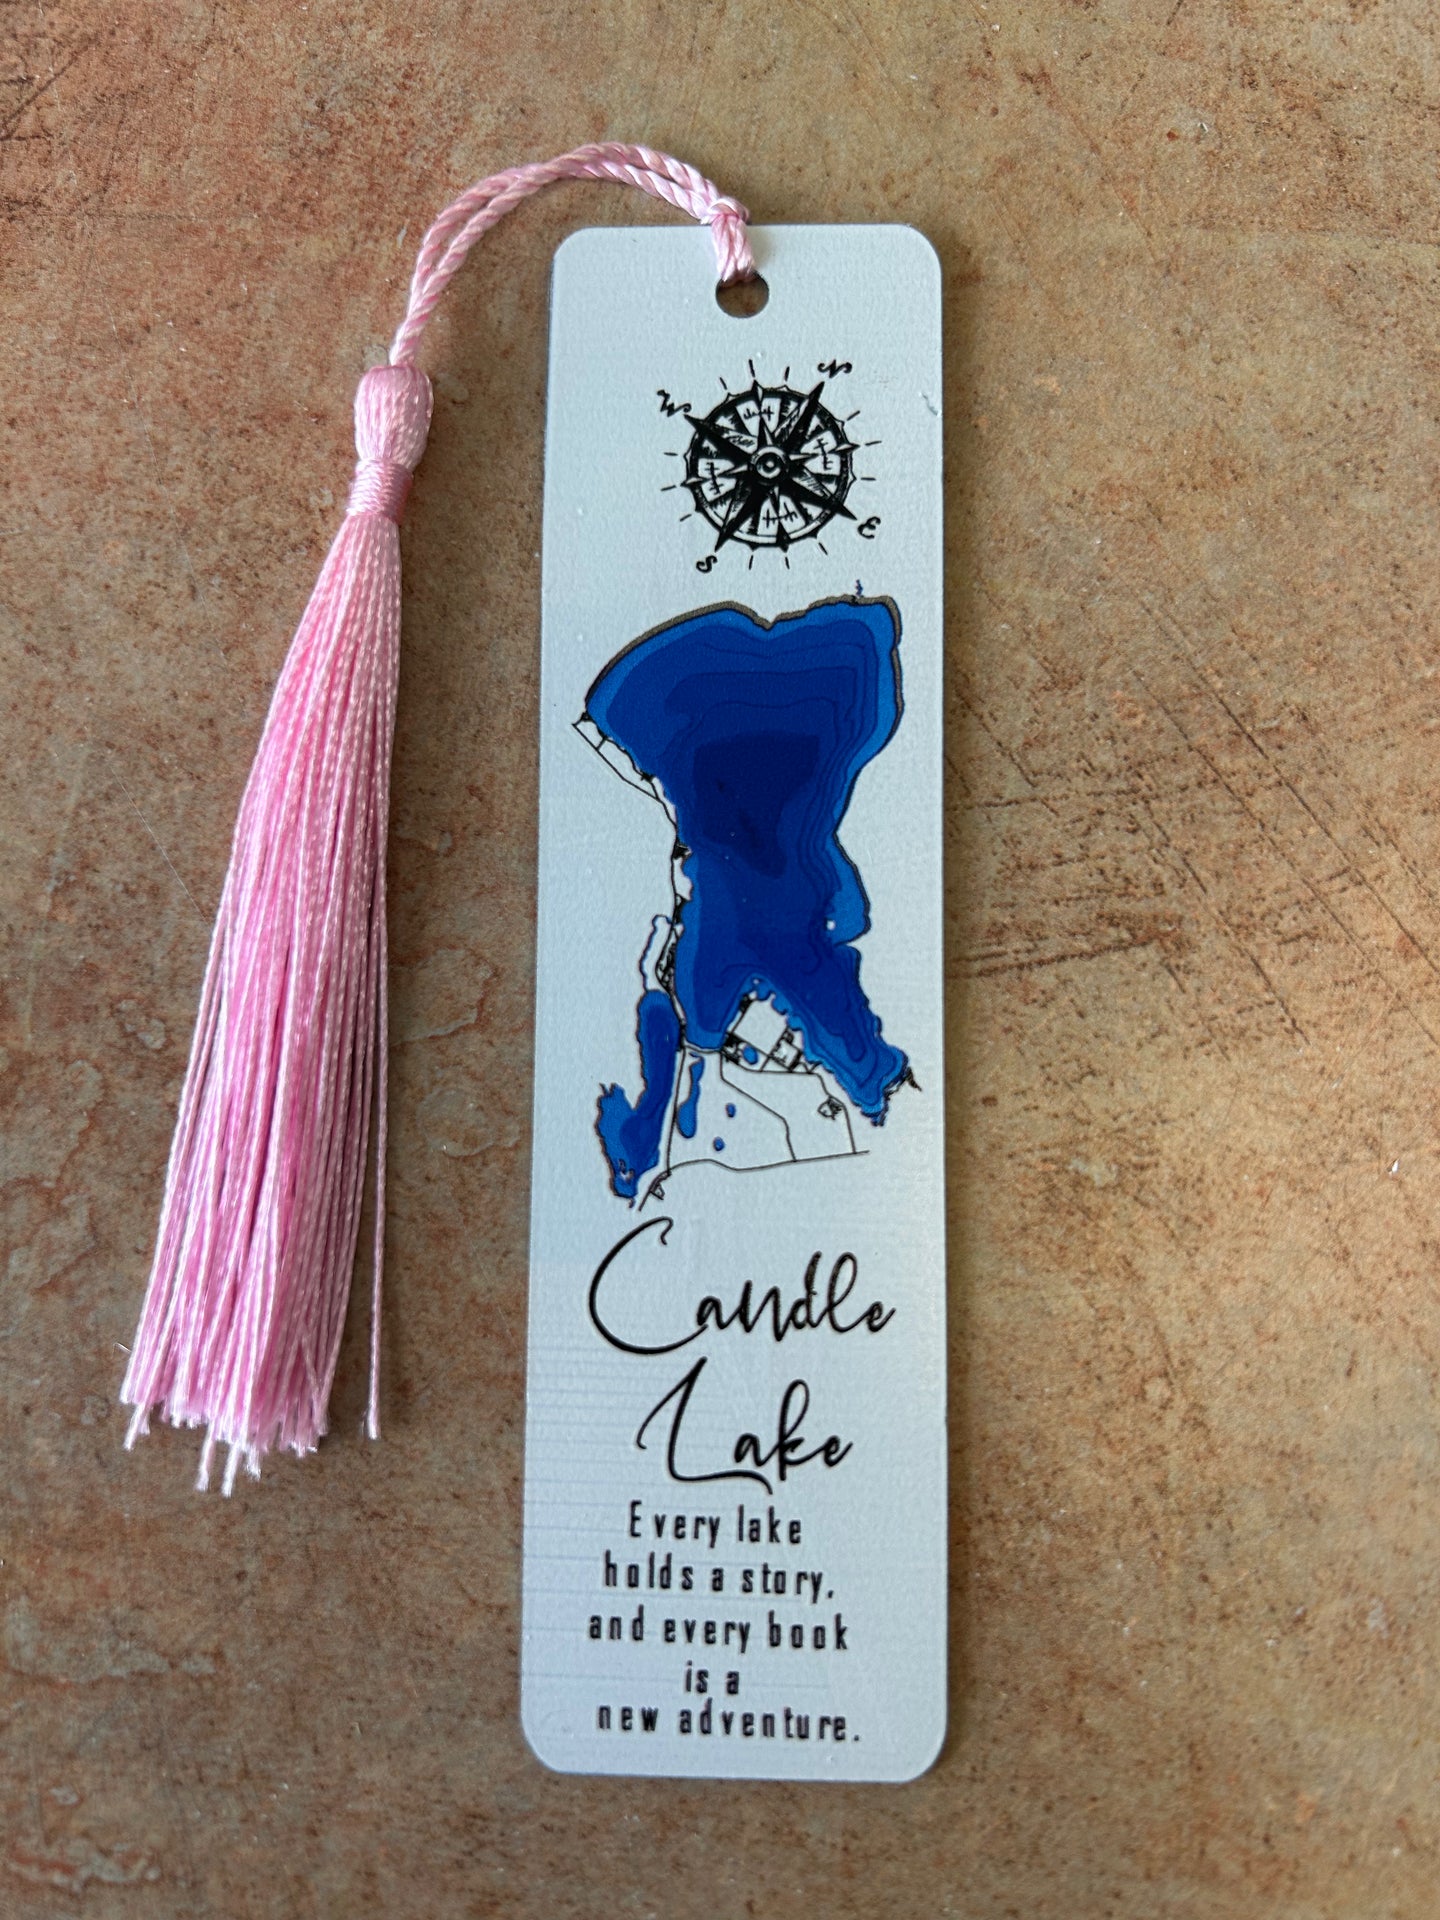 N
W
E
S
Candle
Lake
Every lake
holds a story,
and every book
is a
new adventure.